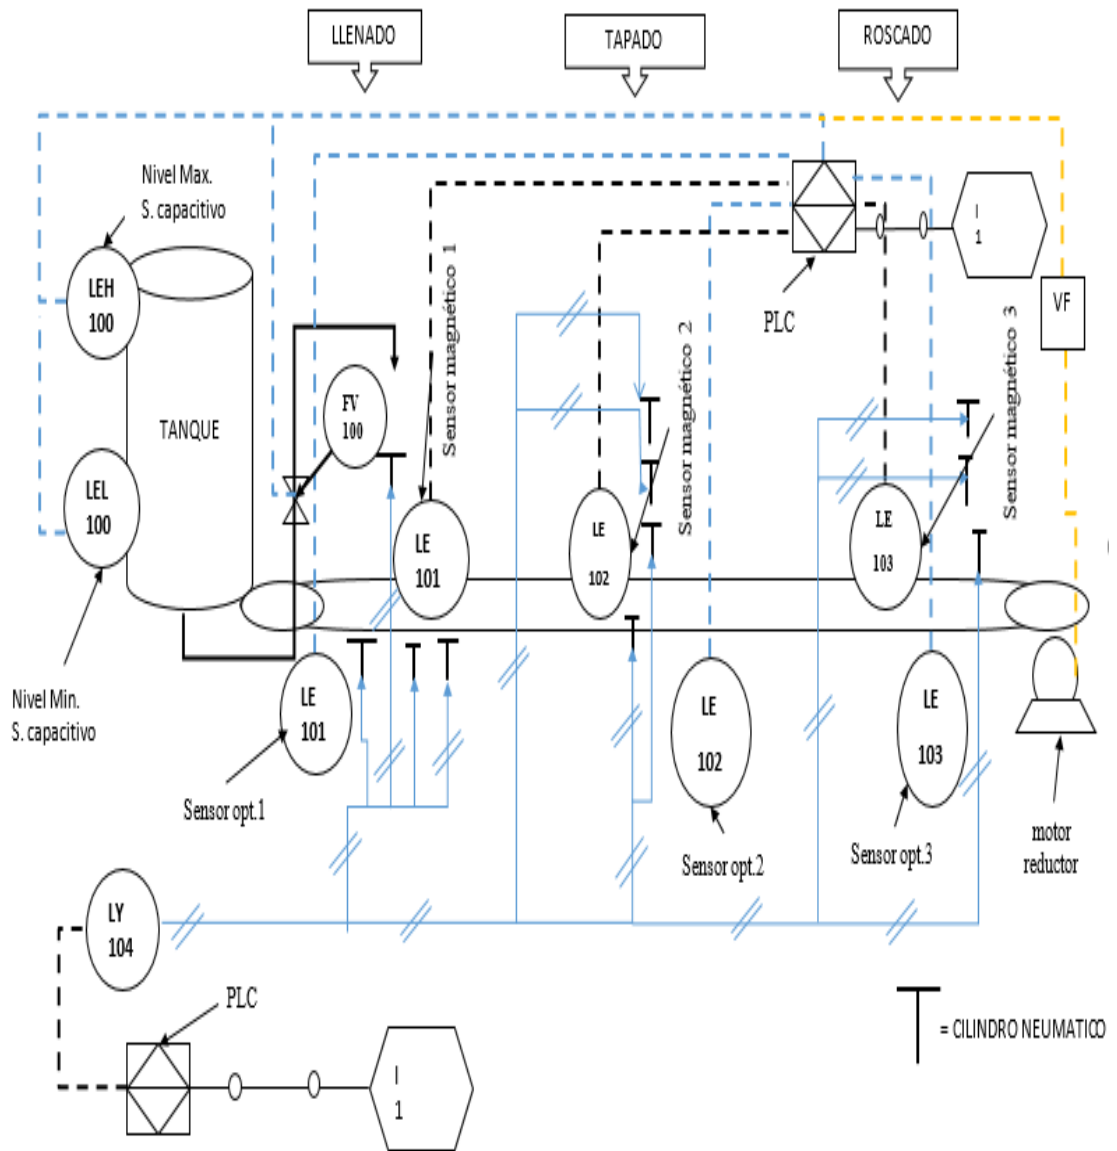 LLENADO
TAPADO
ROSCADO
Nivel Max.
S. capacitivo
LEH
100
TANQUE
LEL
100
Nivel Min.
S. capacitivo
FV
100
Sensor magnético 1
LE
101
LE
102
Sensor magnético 2
PLC
I
1
VF
Sensor magnético 3
LE
103
LE
101
Sensor opt.1
LE
102
Sensor opt.2
LE
103
Sensor opt.3
motor
reductor
LY
104
PLC
I
1
= CILINDRO NEUMATICO